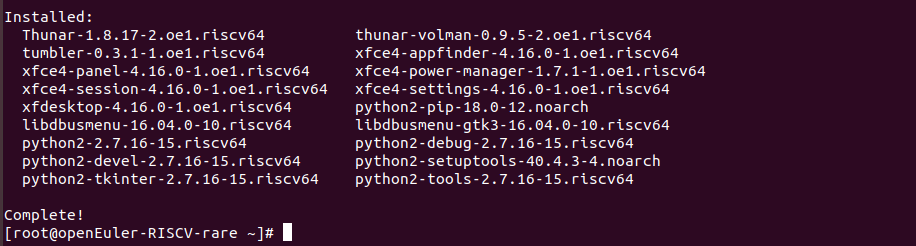 Installed:
Thunar-1.8.17-2.oe1.riscv64 thunar-volman-0.9.5-2.oe1.riscv64
tumbler-0.3.1-1.oe1.riscv64 xfce4-appfinder-4.16.0-1.oe1.riscv64
xfce4-panel-4.16.0-1.oe1.riscv64 xfce4-power-manager-1.7.1-1.oe1.riscv64
xfce4-session-4.16.0-1.oe1.riscv64 xfce4-settings-4.16.0-1.oe1.riscv64
xfdesktop-4.16.0-1.oe1.riscv64 python2-pip-18.0-12.noarch
libdbusmenu-16.04.0-10.riscv64 libdbusmenu-gtk3-16.04.0-10.riscv64
python2-2.7.16-15.riscv64 python2-debug-2.7.16-15.riscv64
python2-devel-2.7.16-15.riscv64 python2-setuptools-40.4.3-4.noarch
python2-tkinter-2.7.16-15.riscv64 python2-tools-2.7.16-15.riscv64
Complete!
[root@openEuler-RISCV-rare ~]#